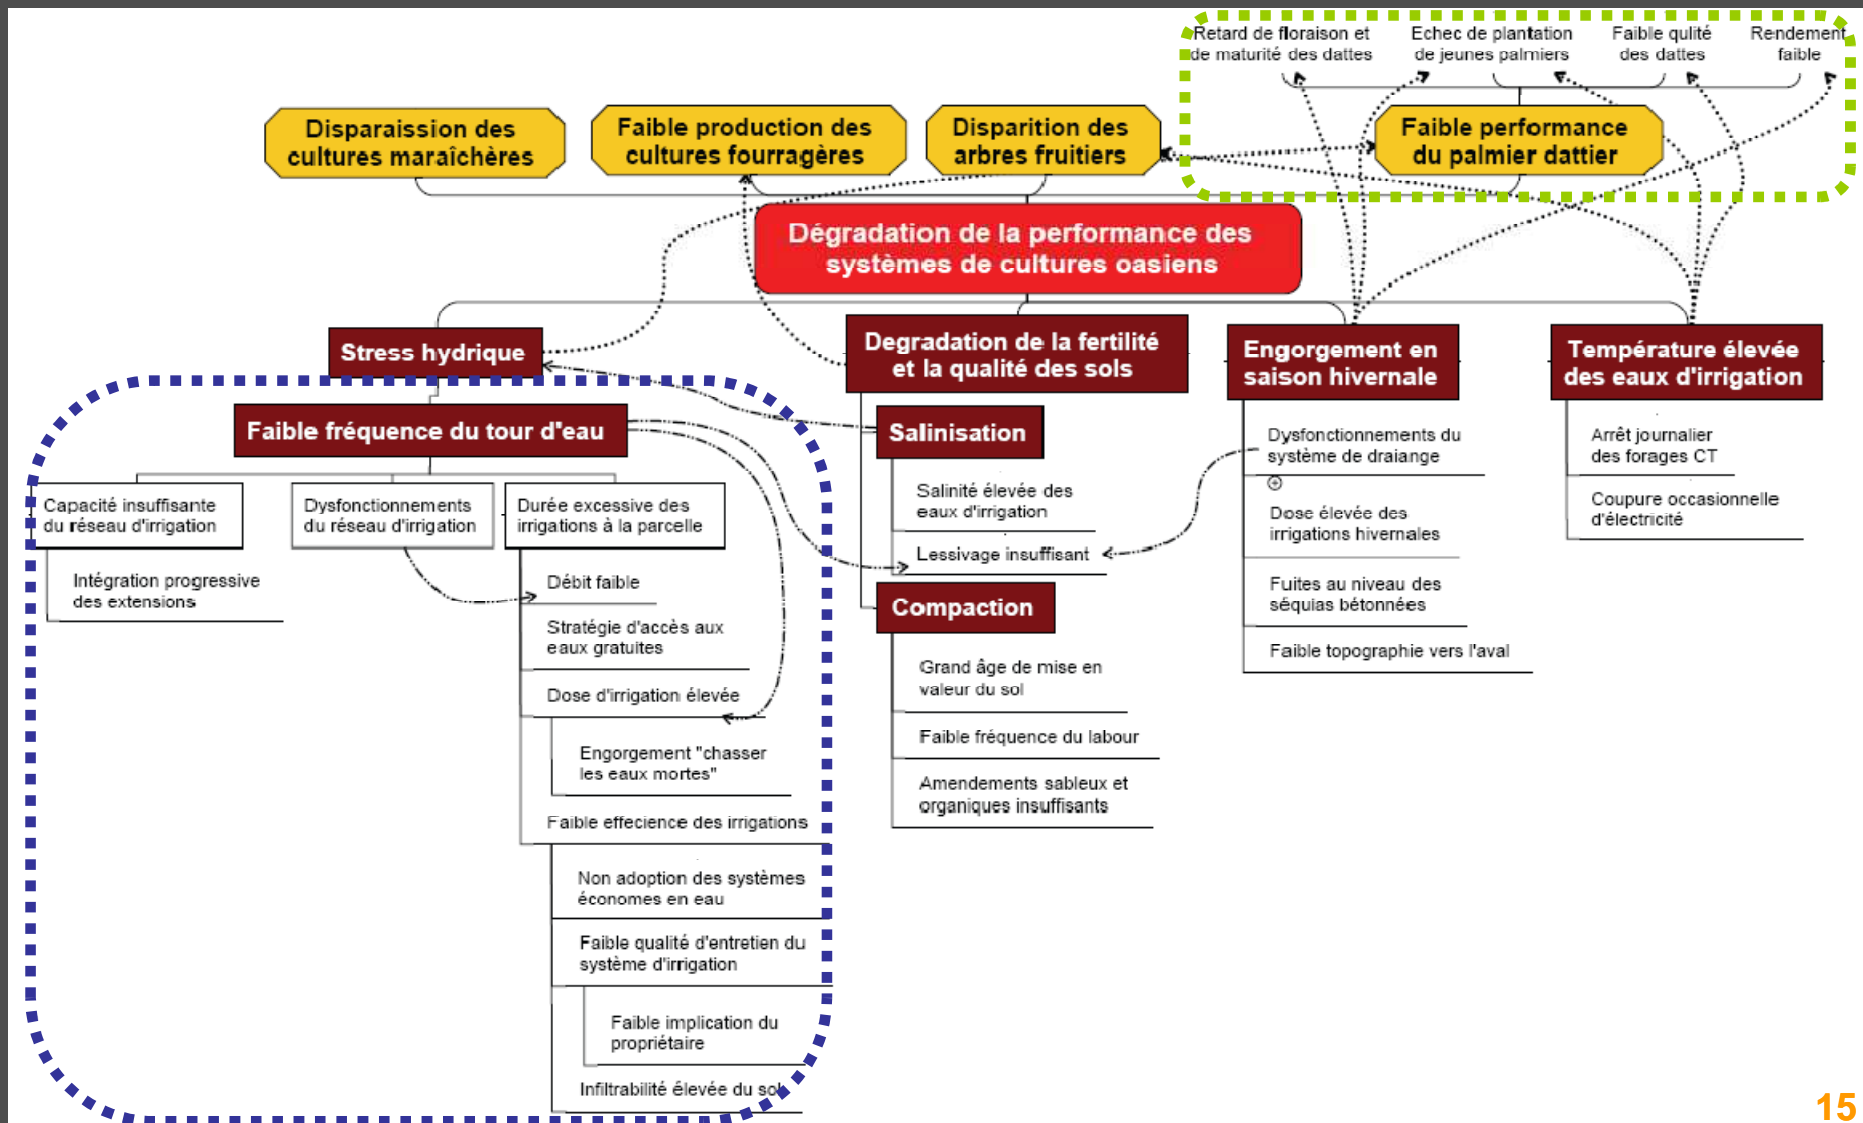 Retard de floraison et
de maturité des dattes
Echec de plantation
de jeunes palmiers
Faible qulité
des dattes
Rendement
faible
Disparaission des
cultures maraîchères
Faible production des
cultures fourragères
Disparition des
arbres fruitiers
Faible performance
du palmier dattier
Dégradation de la performance des
systèmes de cultures oasiens
Stress hydrique
Degradation de la fertilité
et la qualité des sols
Engorgement en
saison hivernale
Température élevée
des eaux d'irrigation
Faible fréquence du tour d'eau
Capacité insuffisante
du réseau d'irrigation
Intégration progressive
des extensions
Dysfonctionnements
du réseau d'irrigation
Durée excessive des
irrigations à la parcelle
Débit faible
Stratégie d'accès aux
eaux gratuites
Dose d'irrigation élevée
Engorgement "chasser
les eaux mortes"
Faible effecience des irrigations
Non adoption des systèmes
économes en eau
Faible qualité d'entretien du
système d'irrigation
Faible implication du
propriétaire
Infiltrabilité élevée du sol
Salinisation
Salinité élevée des
eaux d'irrigation
Lessivage insuffisant
Compaction
Grand âge de mise en
valeur du sol
Faible fréquence du labour
Amendements sableux et
organiques insuffisants
Dysfonctionnements du
système de draiange
Dose élevée des
irrigations hivernales
Fuites au niveau des
séquias bétonnées
Faible topographie vers l'aval
Arrêt journalier
des forages CT
Coupure occasionnelle
d'électricité
15